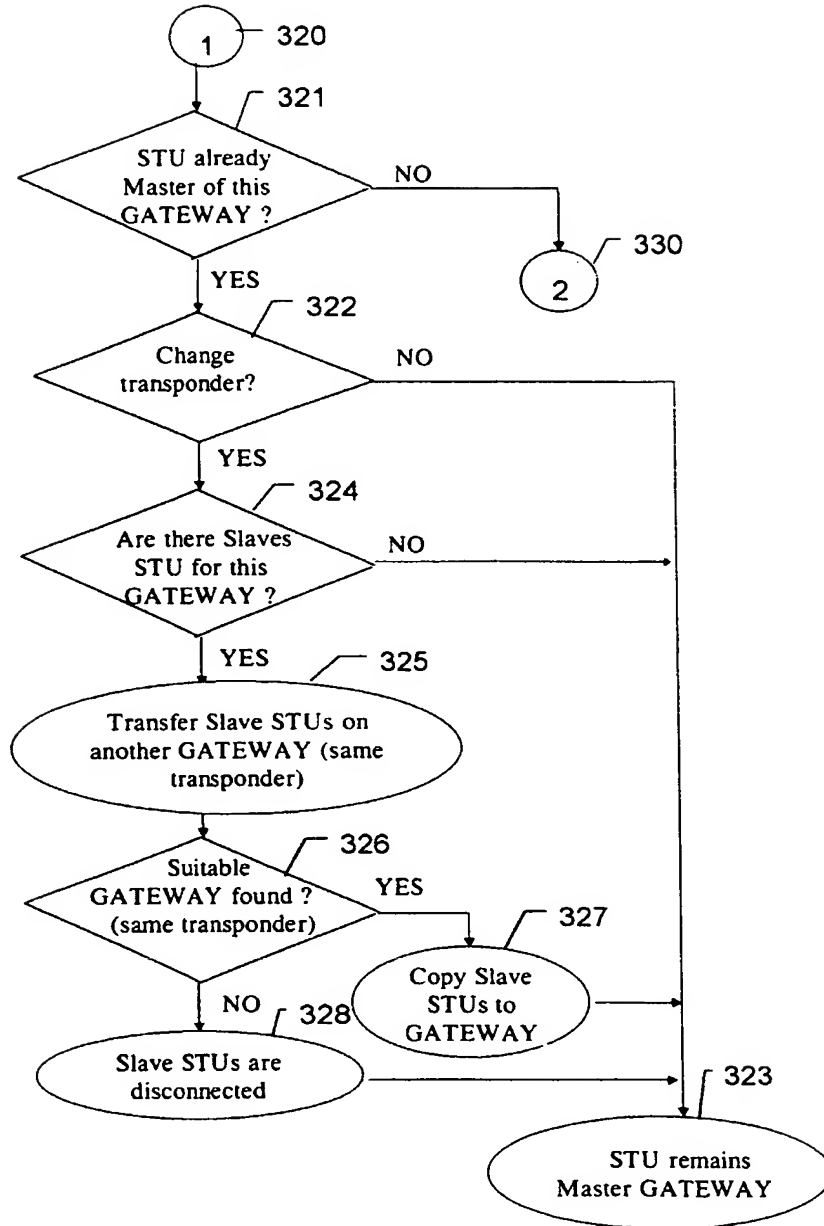 320
1
321
STU already
Master of this
GATEWAY ?
NO
330
2
YES
322
Change
transponder?
NO
YES
324
Are there Slaves
STU for this
GATEWAY ?
NO
YES
325
Transfer Slave STUs on
another GATEWAY (same
transponder)
326
Suitable
GATEWAY found ?
(same transponder)
YES
327
Copy Slave
STUs to
GATEWAY
NO
328
Slave STUs are
disconnected
323
STU remains
Master GATEWAY